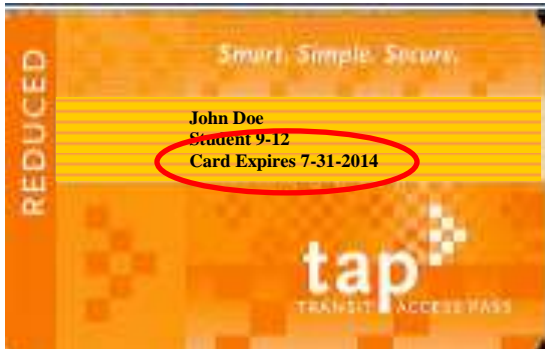 REDUCED
Smart. Simple. Secure.
John Doe
Student 9-12
Card Expires 7-31-2014
tap
TRANSIT ACCESS PASS